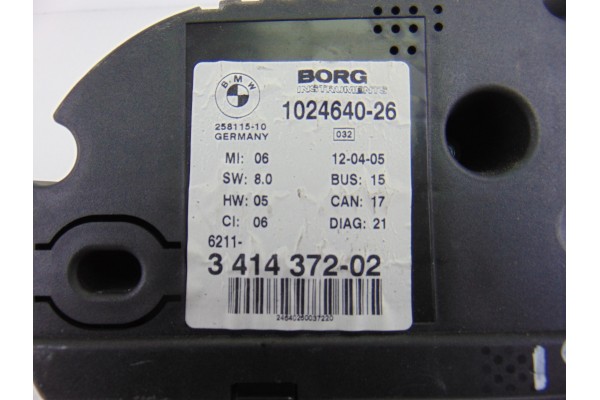 BMW
BORG
INSTRUMENTS
1024640-26
258115-10
GERMANY
032
MI: 06
12-04-05
SW: 8.0
BUS: 15
HW: 05
CAN: 17
CI: 06
DIAG: 21
6211-
3 414 372-02